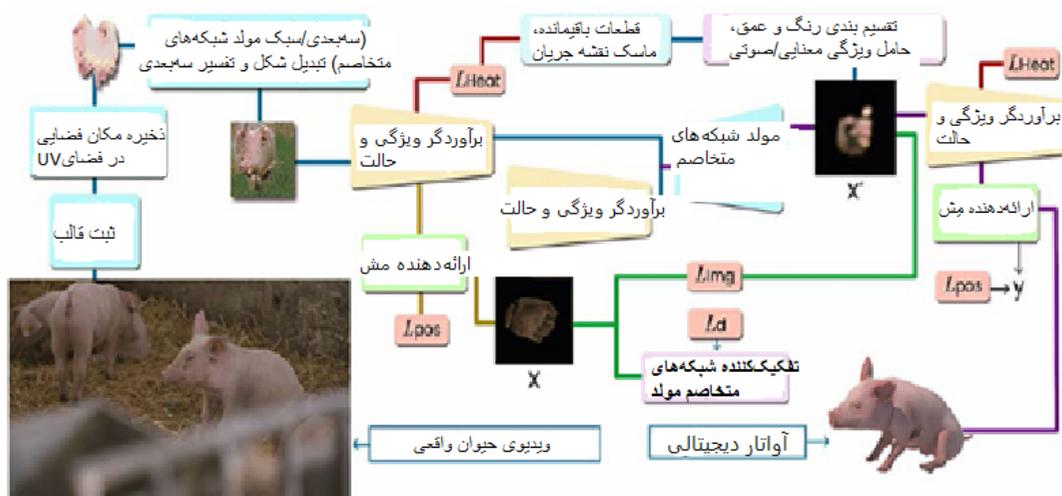 (سه‌بعدی/سبک مولد شبکه‌های
متخاصم) تبدیل شکل و تفسیر سه‌بعدی
قطعات باقیمانده،
ماسک نقشه جریان
تقسیم بندی رنگ و عمق،
حامل ویژگی معنایی/صوتی
LHeat
LHeat
ذخیره مکان فضایی
در فضایUV
برآوردگر ویژگی و
حالت
مولد شبکه‌های
متخاصم
برآوردگر ویژگی و
حالت
X'
برآوردگر ویژگی و حالت
ثبت قالب
ارائه‌دهنده مش
ارائه‌دهنده مش
Limg
Lpos
y
Lpos
Ld
X
تفکیک‌کننده شبکه‌های
متخاصم مولد
ویدیوی حیوان واقعی
آواتار دیجیتالی